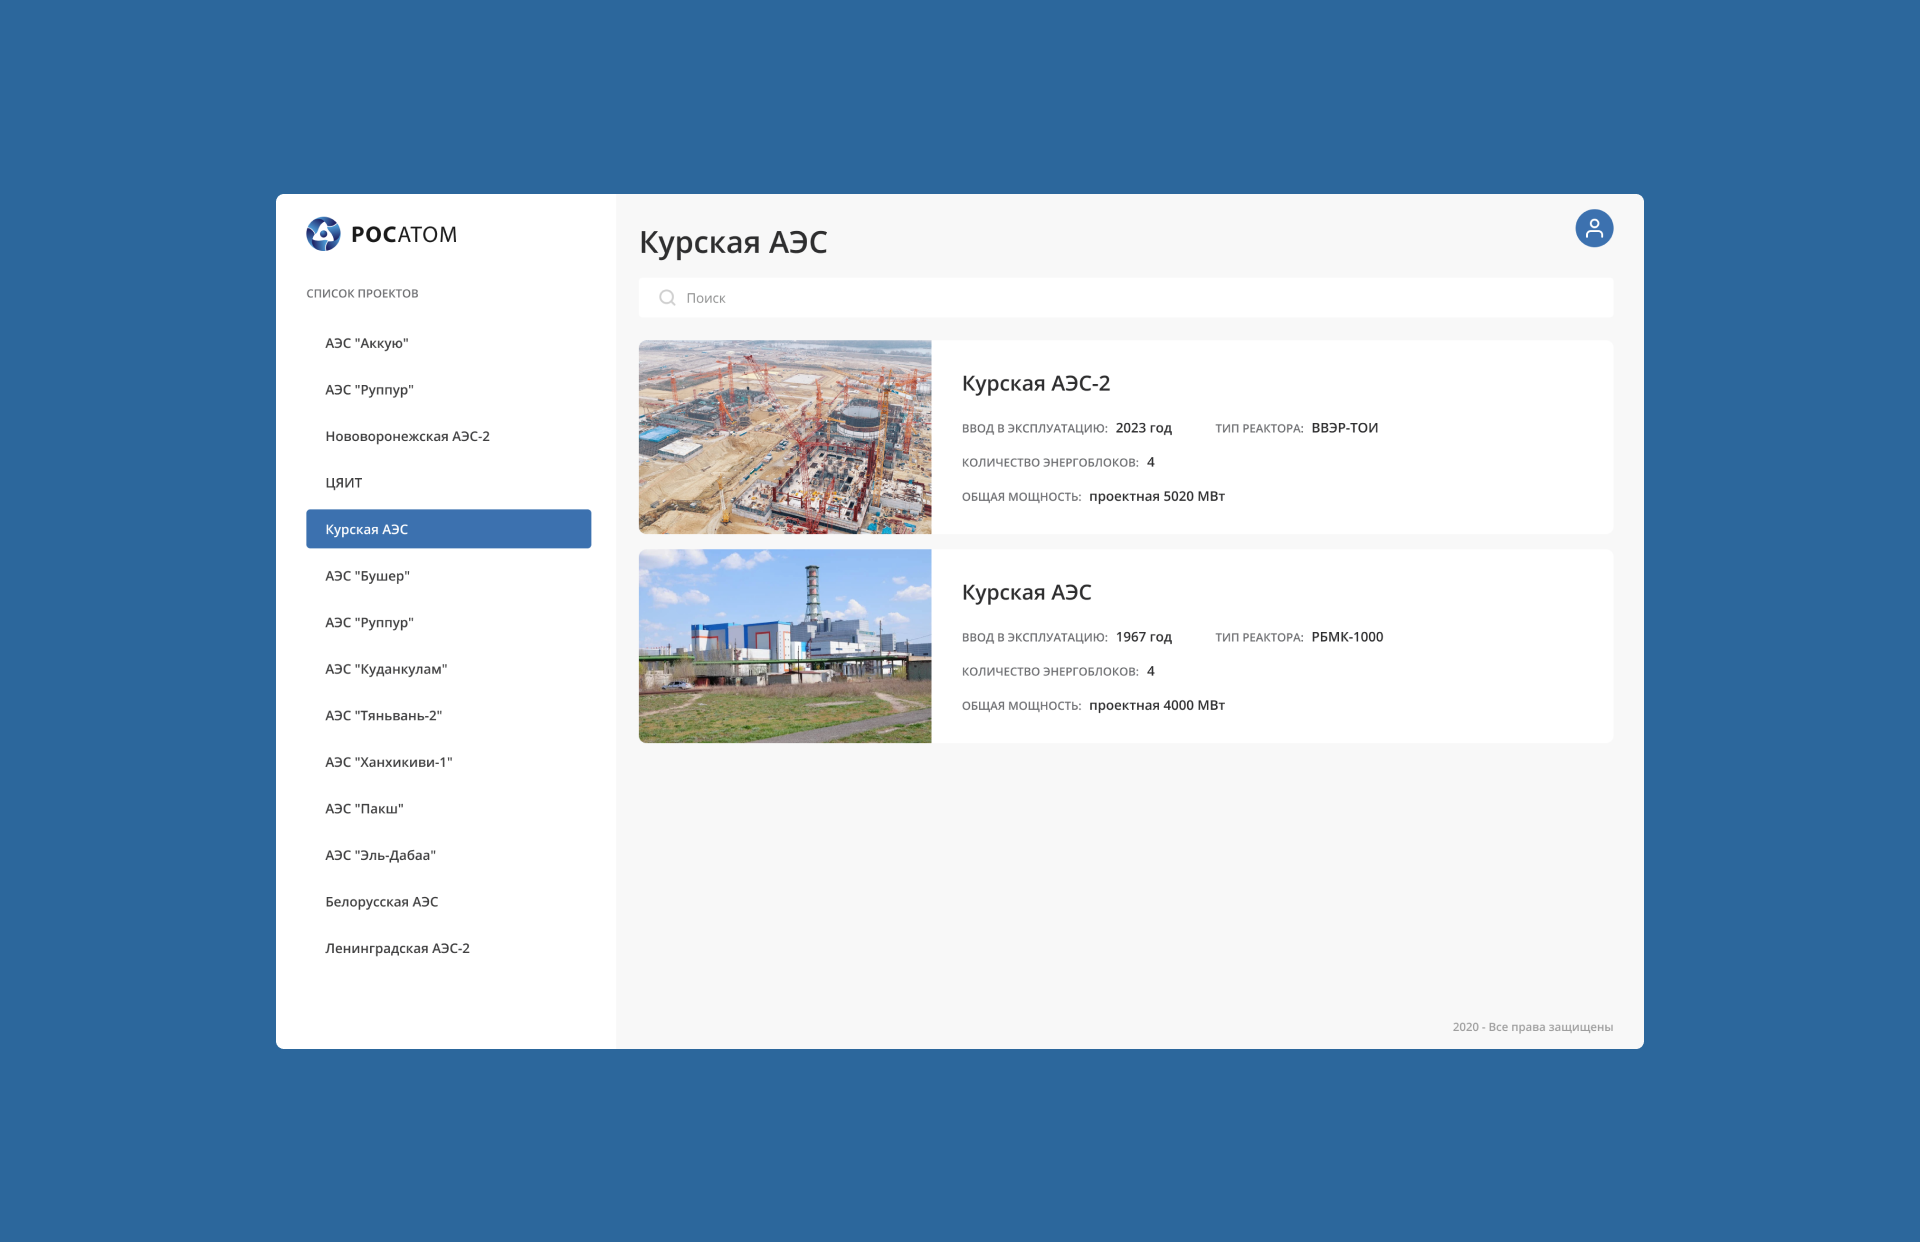 РОСАТОМ
СПИСОК ПРОЕКТОВ
АЭС "Аккую"
АЭС "Руппур"
Нововоронежская АЭС-2
ЦЯИТ
Курская АЭС
АЭС "Бушер"
АЭС "Руппур"
АЭС "Куданкулам"
АЭС "Тяньвань-2"
АЭС "Ханхикиви-1"
АЭС "Пакш"
АЭС "Эль-Дабаа"
Белорусская АЭС
Ленинградская АЭС-2
Курская АЭС
Поиск
Курская АЭС-2
ВВОД В ЭКСПЛУАТАЦИЮ: 2023 год ТИП РЕАКТОРА: ВВЭР-ТОИ
КОЛИЧЕСТВО ЭНЕРГОБЛОКОВ: 4
ОБЩАЯ МОЩНОСТЬ: проектная 5020 МВт
Курская АЭС
ВВОД В ЭКСПЛУАТАЦИЮ: 1967 год ТИП РЕАКТОРА: РБМК-1000
КОЛИЧЕСТВО ЭНЕРГОБЛОКОВ: 4
ОБЩАЯ МОЩНОСТЬ: проектная 4000 МВт
2020 - Все права защищены